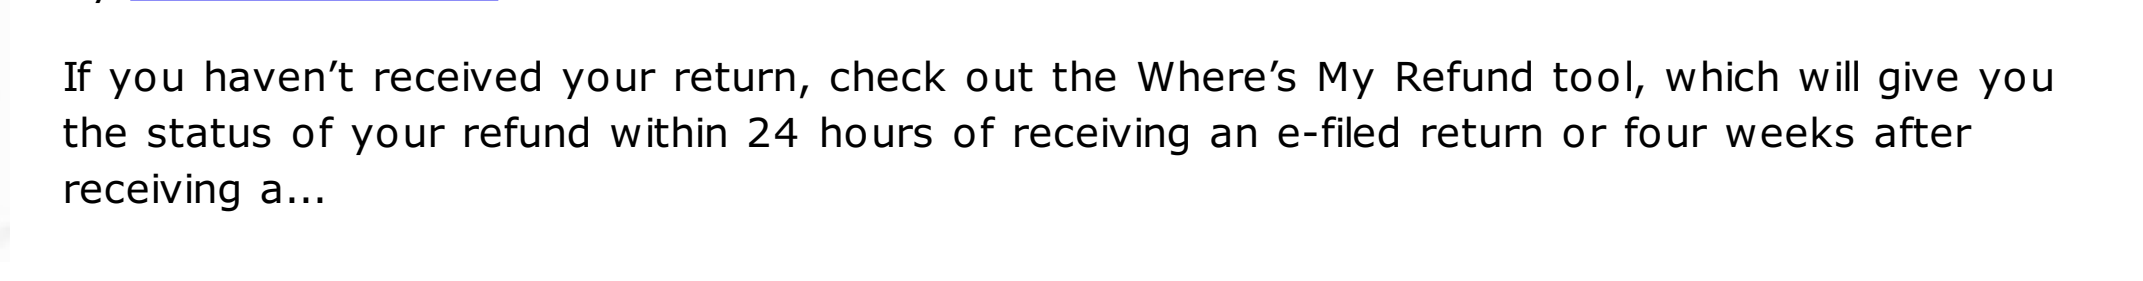 If you haven’t received your return, check out the Where’s My Refund tool, which will give you
the status of your refund within 24 hours of receiving an e-filed return or four weeks after
receiving a...